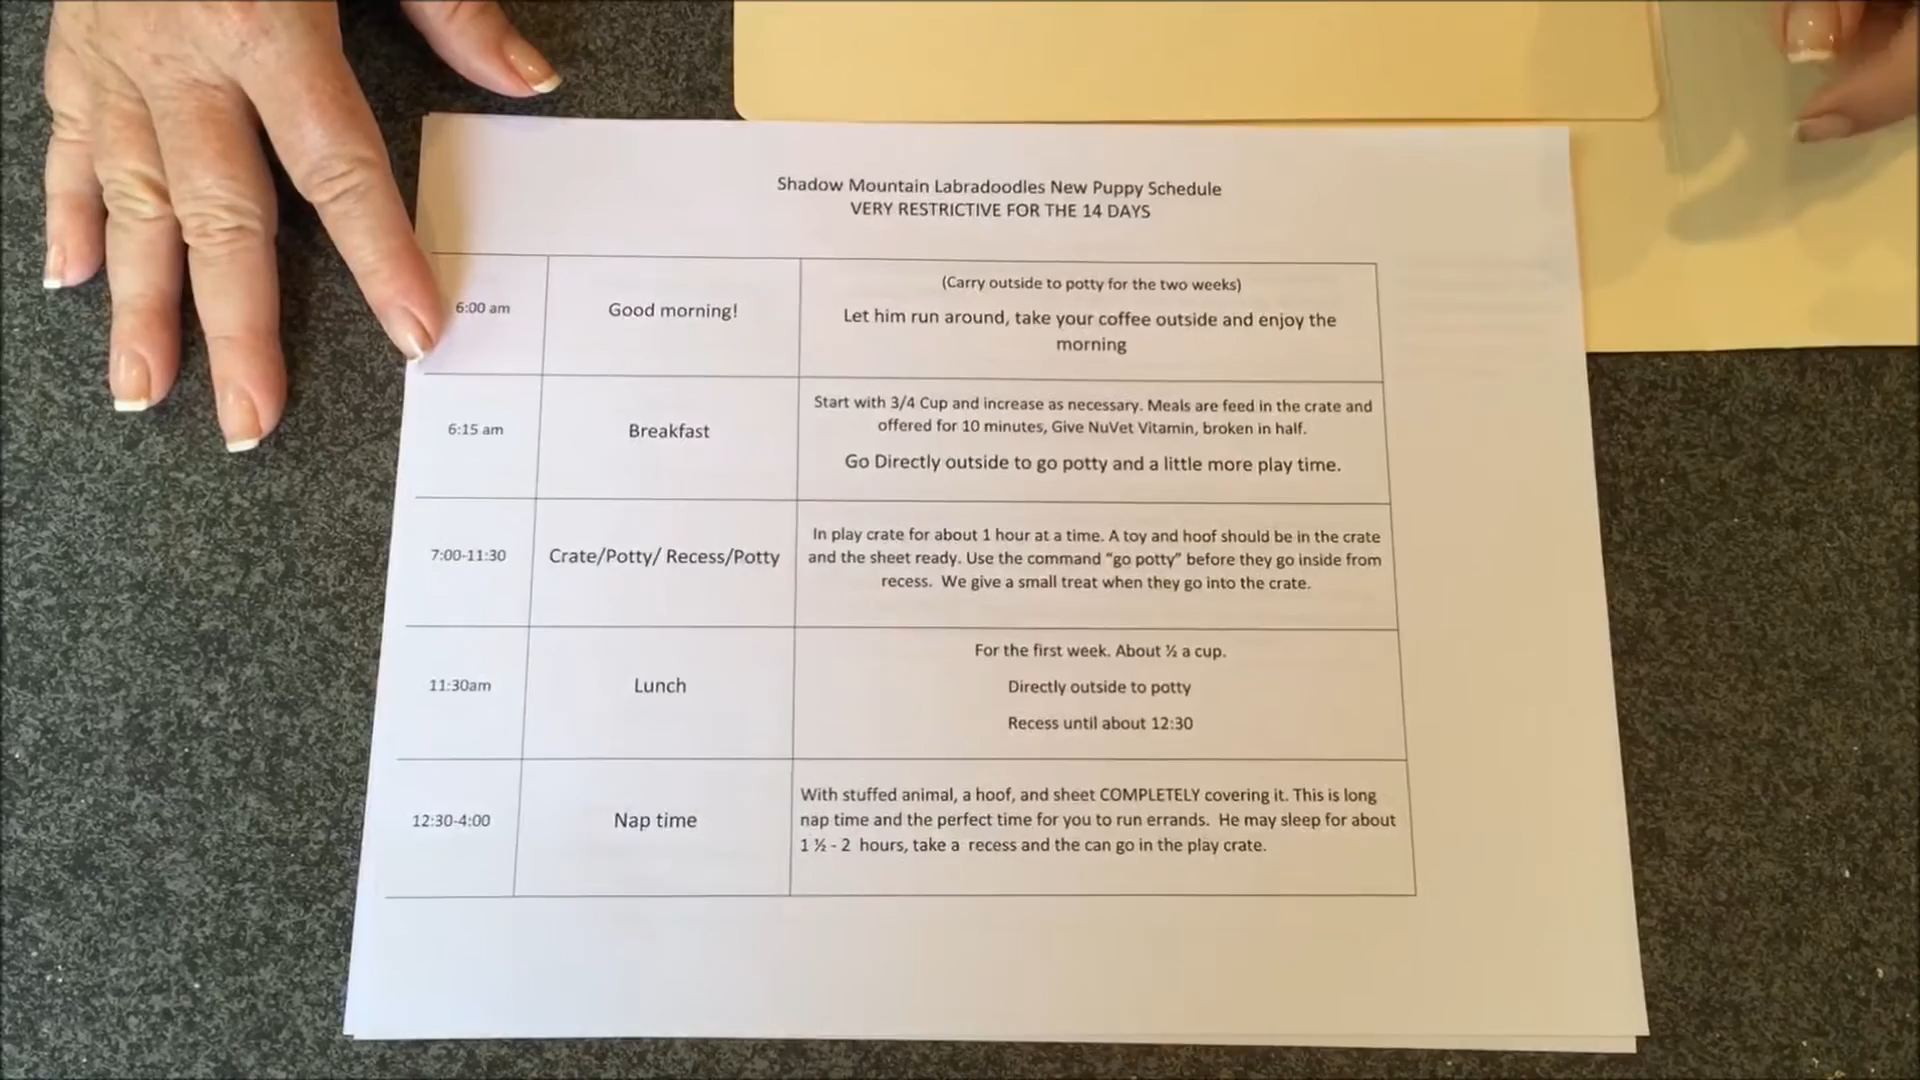 Shadow Mountain Labradoodles New Puppy Schedule
VERY RESTRICTIVE FOR THE 14 DAYS
6:00 am
Good morning!
(Carry outside to potty for the two weeks)
Let him run around, take your coffee outside and enjoy the
morning
6:15 am
Breakfast
Start with 3/4 Cup and increase as necessary. Meals are feed in the crate and
offered for 10 minutes, Give NuVet Vitamin, broken in half.
Go Directly outside to go potty and a little more play time.
7:00-11:30
Crate/Potty/ Recess/Potty
In play crate for about 1 hour at a time. A toy and hoof should be in the crate
and the sheet ready. Use the command “go potty” before they go inside from
recess. We give a small treat when they go into the crate.
11:30am
Lunch
For the first week. About ½ a cup.
Directly outside to potty
Recess until about 12:30
12:30-4:00
Nap time
With stuffed animal, a hoof, and sheet COMPLETELY covering it. This is long
nap time and the perfect time for you to run errands. He may sleep for about
1 ½ - 2 hours, take a recess and the can go in the play crate.